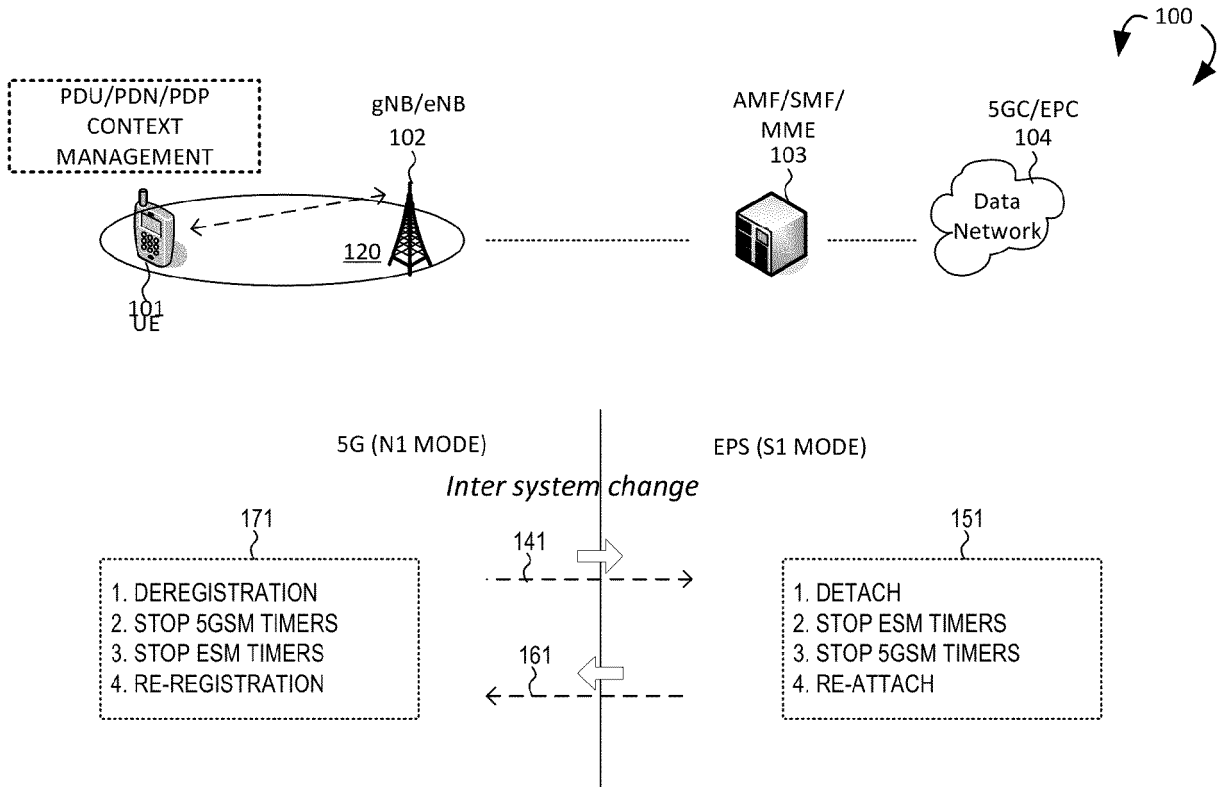 100
PDU/PDN/PDP
CONTEXT
MANAGEMENT
gNB/eNB
102
AMF/SMF/
MME
103
5GC/EPC
104
Data
Network
120
101
UE
5G (N1 MODE)
EPS (S1 MODE)
Inter system change
171
141
151
1. DEREGISTRATION
2. STOP 5GSM TIMERS
3. STOP ESM TIMERS
4. RE-REGISTRATION
161
1. DETACH
2. STOP ESM TIMERS
3. STOP 5GSM TIMERS
4. RE-ATTACH